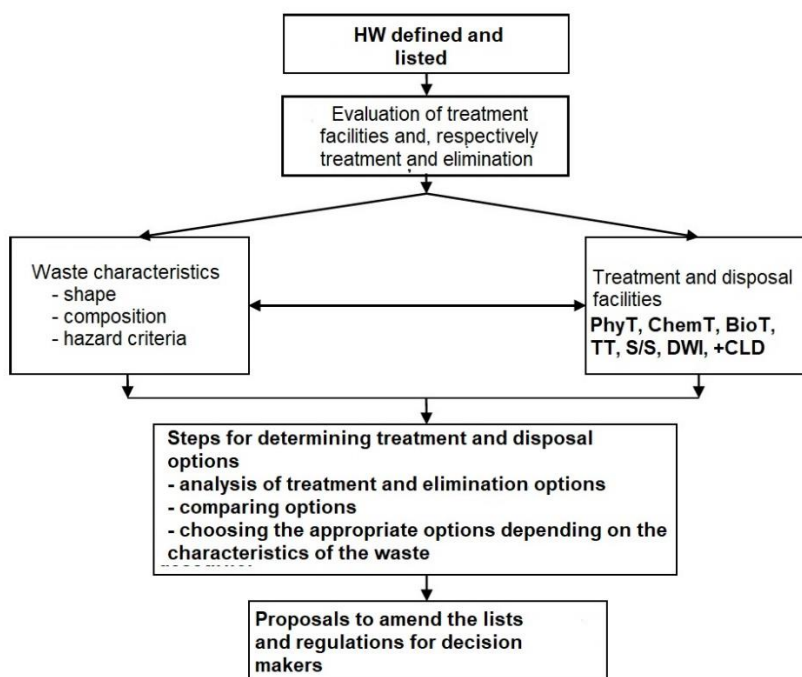 HW defined and
listed
Evaluation of treatment
facilities and, respectively
treatment and elimination
Waste characteristics
- shape
- composition
- hazard criteria
Treatment and disposal
facilities
PhyT, ChemT, BioT,
TT, S/S, DWI, +CLD
Steps for determining treatment and disposal
options
- analysis of treatment and elimination options
- comparing options
- choosing the appropriate options depending on the
characteristics of the waste
Proposals to amend the lists
and regulations for decision
makers